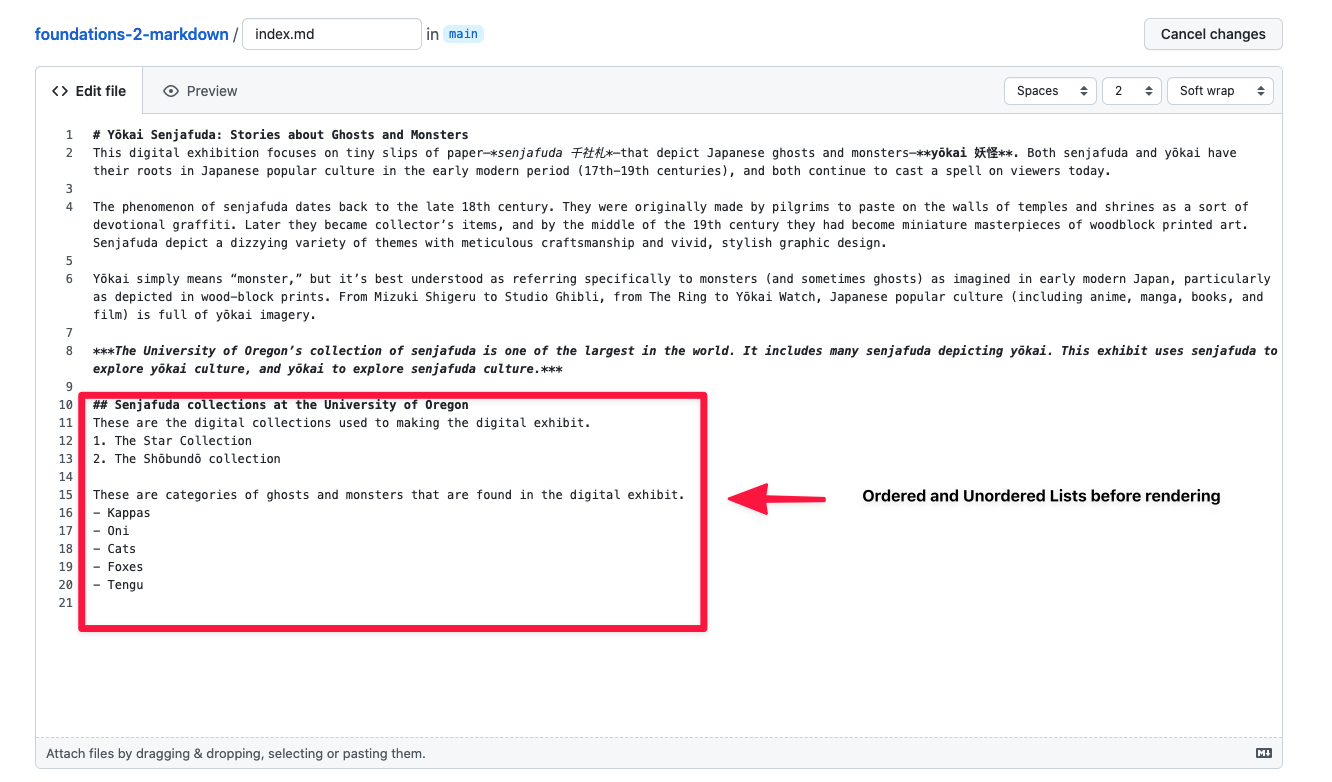 foundations-2-markdown / index.md in main Cancel changes
Edit file Preview Spaces 2 Soft wrap
1 # Yōkai Senjafuda: Stories about Ghosts and Monsters
2 This digital exhibition focuses on tiny slips of paper—*senjafuda 千社札*—that depict Japanese ghosts and monsters—**yōkai 妖怪**. Both senjafuda and yōkai have
their roots in Japanese popular culture in the early modern period (17th–19th centuries), and both continue to cast a spell on viewers today.
3
4 The phenomenon of senjafuda dates back to the late 18th century. They were originally made by pilgrims to paste on the walls of temples and shrines as a sort of
devotional graffiti. Later they became collector’s items, and by the middle of the 19th century they had become miniature masterpieces of woodblock printed art.
Senjafuda depict a dizzying variety of themes with meticulous craftsmanship and vivid, stylish graphic design.
5
6 Yōkai simply means “monster,” but it’s best understood as referring specifically to monsters (and sometimes ghosts) as imagined in early modern Japan, particularly
as depicted in wood-block prints. From Mizuki Shigeru to Studio Ghibli, from The Ring to Yōkai Watch, Japanese popular culture (including anime, manga, books, and
film) is full of yōkai imagery.
7
8 ***The University of Oregon’s collection of senjafuda is one of the largest in the world. It includes many senjafuda depicting yōkai. This exhibit uses senjafuda to
explore yōkai culture, and yōkai to explore senjafuda culture.***
9
10 ## Senjafuda collections at the University of Oregon
11 These are the digital collections used to making the digital exhibit.
12 1. The Star Collection
13 2. The Shōbundō collection
14
15 These are categories of ghosts and monsters that are found in the digital exhibit.
16 - Kappas
17 - Oni
18 - Cats
19 - Foxes
20 - Tengu
21
Ordered and Unordered Lists before rendering
Attach files by dragging & dropping, selecting or pasting them.